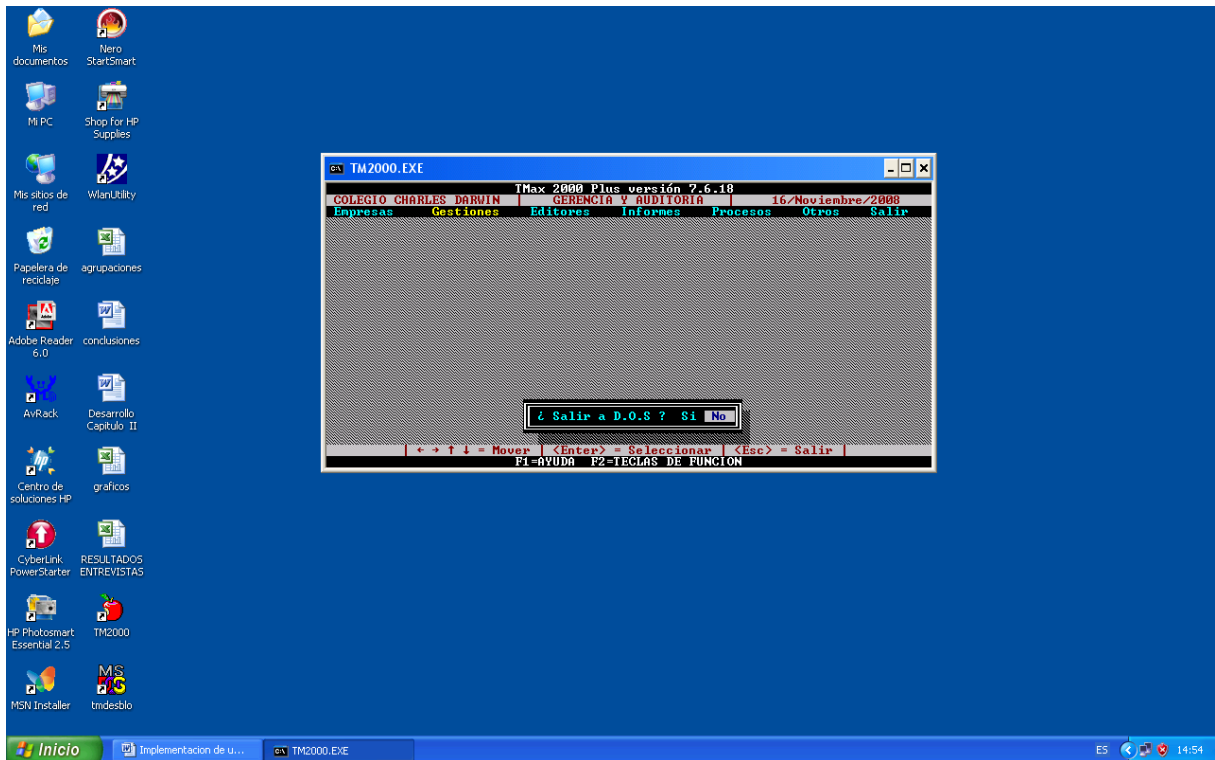 Mis documentos
Nero StartSmart
Mi PC
Shop for HP Supplies
Mis sitios de red
WlanUtility
Papelera de reciclaje
agrupaciones
Adobe Reader 6.0
conclusiones
AvRack
Desarrollo Capitulo II
Centro de soluciones HP
graficos
CyberLink PowerStarter
RESULTADOS ENTREVISTAS
HP Photosmart Essential 2.5
TM2000
MSN Installer
MS
tmdesblo
TM2000.EXE
TMax 2000 Plus versión 7.6.18
COLEGIO CHARLES DARWIN | GERENCIA Y AUDITORIA | 16/Noviembre/2008
Empresas Gestiones Editores Informes Procesos Otros Salir
¿ Salir a D.O.S ? Si No
| ← → ↑ ↓ = Mover | <Enter> = Seleccionar | <Esc> = Salir |
F1=AYUDA F2=TECLAS DE FUNCION
Inicio
Implementacion de u...
TM2000.EXE
ES
14:54